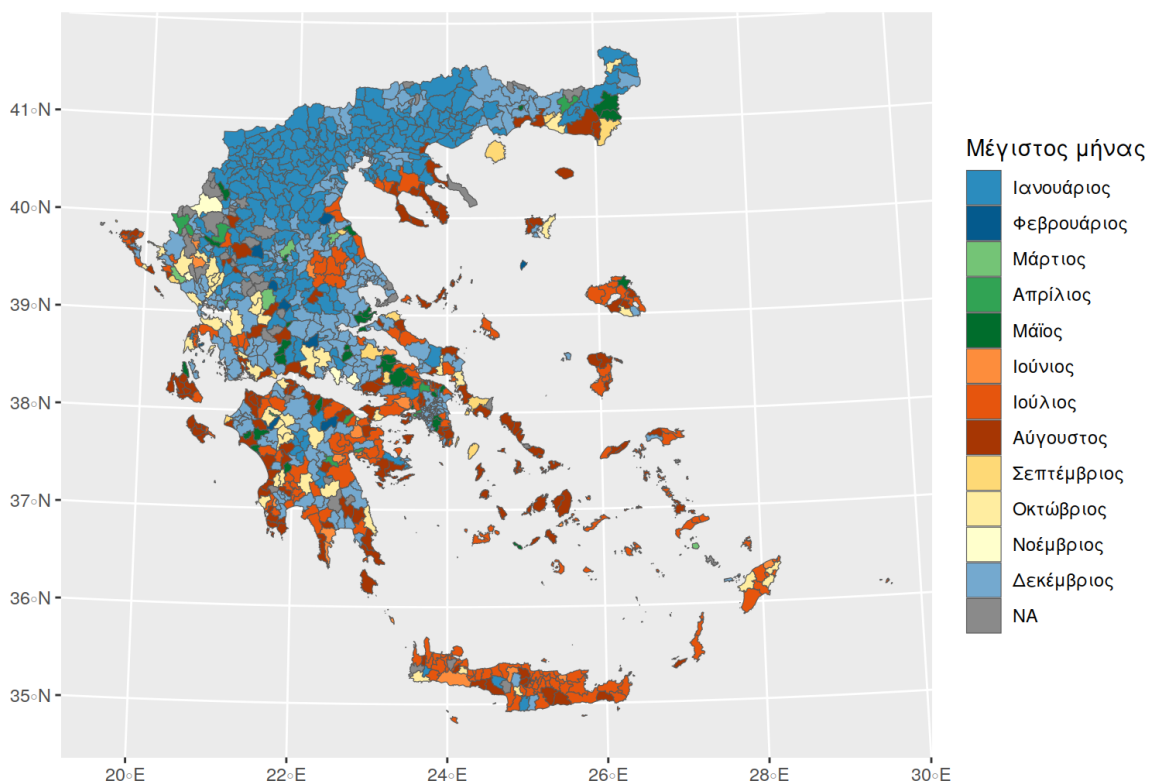 41◦N
40◦N
39◦N
38◦N
37◦N
36◦N
35◦N
20◦E
22◦E
24◦E
26◦E
28◦E
30◦E
Μέγιστος μήνας
Ιανουάριος
Φεβρουάριος
Μάρτιος
Απρίλιος
Μάϊος
Ιούνιος
Ιούλιος
Αύγουστος
Σεπτέμβριος
Οκτώβριος
Νοέμβριος
Δεκέμβριος
NA